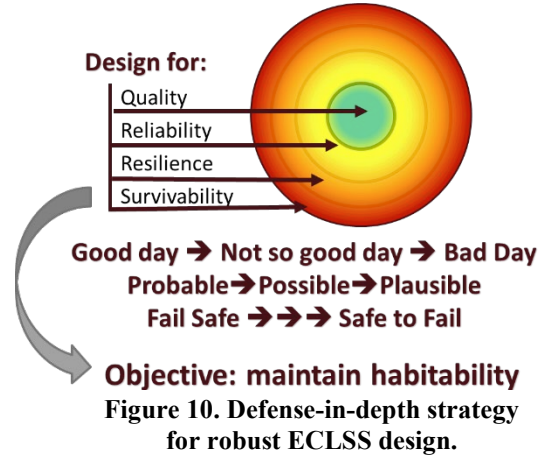 Design for:
Quality
Reliability
Resilience
Survivability
Good day ➔ Not so good day ➔ Bad Day
Probable➔Possible➔Plausible
Fail Safe ➔➔➔ Safe to Fail
Objective: maintain habitability
Figure 10. Defense-in-depth strategy
for robust ECLSS design.